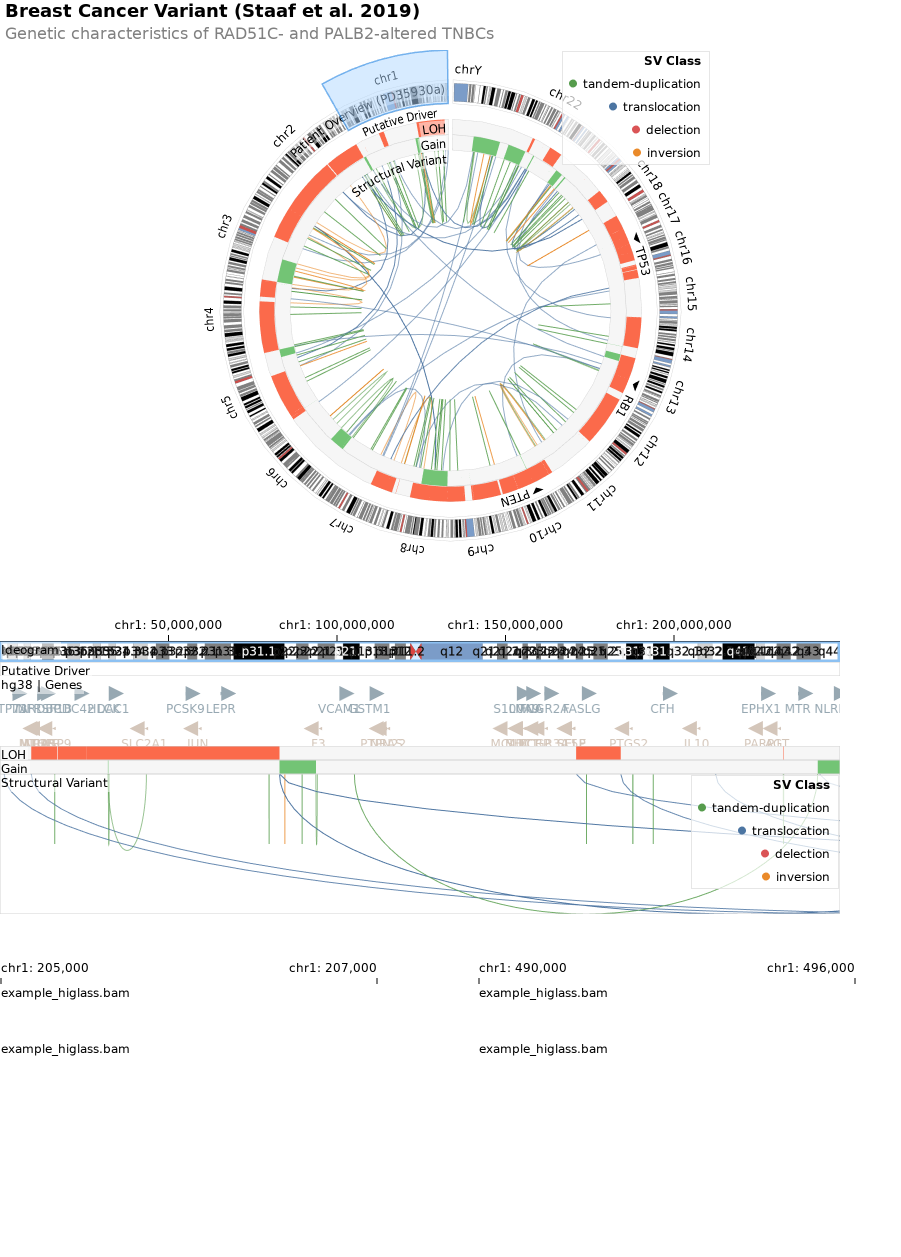 Breast Cancer Variant (Staaf et al. 2019)
Genetic characteristics of RAD51C- and PALB2-altered TNBCs
chr1
chrY
SV Class
tandem-duplication
translocation
delection
inversion
Patient Overview (PD35930a)
Putative Driver
LOH
Gain
Structural Variant
chr22
chr18
chr17
chr16
chr15
chr14
chr13
chr12
chr11
chr10
chr9
chr8
chr7
chr6
chr5
chr4
chr3
chr2
TP53
RB1
PTEN
chr1: 50,000,000 chr1: 100,000,000 chr1: 150,000,000 chr1: 200,000,000
Ideogram p31.1 q12
Putative Driver
hg38 | Genes
PCSK9 LEPR VCAM1 GSTM1 FASLG CFH EPHX1 MTR
SLC2A1 JUN F3 PTGS2 IL10
LOH
Gain
Structural Variant
SV Class
tandem-duplication
translocation
delection
inversion
chr1: 205,000 chr1: 207,000 chr1: 490,000 chr1: 496,000
example_higlass.bam example_higlass.bam
example_higlass.bam example_higlass.bam